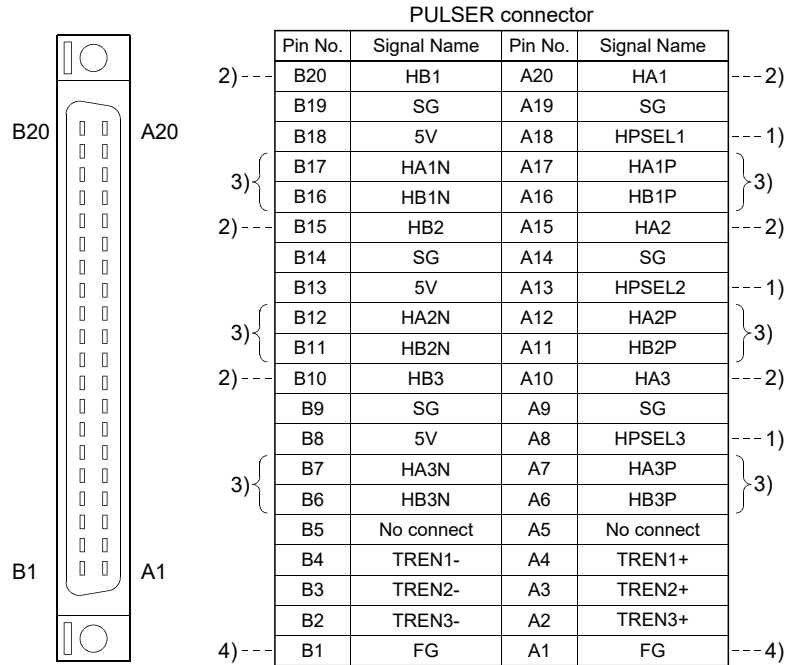 PULSER connector
Pin No. Signal Name Pin No. Signal Name
2) B20 HB1 A20 HA1 2)
B19 SG A19 SG
B18 5V A18 HPSEL1 1)
3) B17 HA1N A17 HA1P 3)
B16 HB1N A16 HB1P
2) B15 HB2 A15 HA2 2)
B14 SG A14 SG
B13 5V A13 HPSEL2 1)
3) B12 HA2N A12 HA2P 3)
B11 HB2N A11 HB2P
2) B10 HB3 A10 HA3 2)
B9 SG A9 SG
B8 5V A8 HPSEL3 1)
3) B7 HA3N A7 HA3P 3)
B6 HB3N A6 HB3P
B5 No connect A5 No connect
B4 TREN1- A4 TREN1+
B3 TREN2- A3 TREN2+
B2 TREN3- A2 TREN3+
4) B1 FG A1 FG 4)
B20 A20
B1 A1